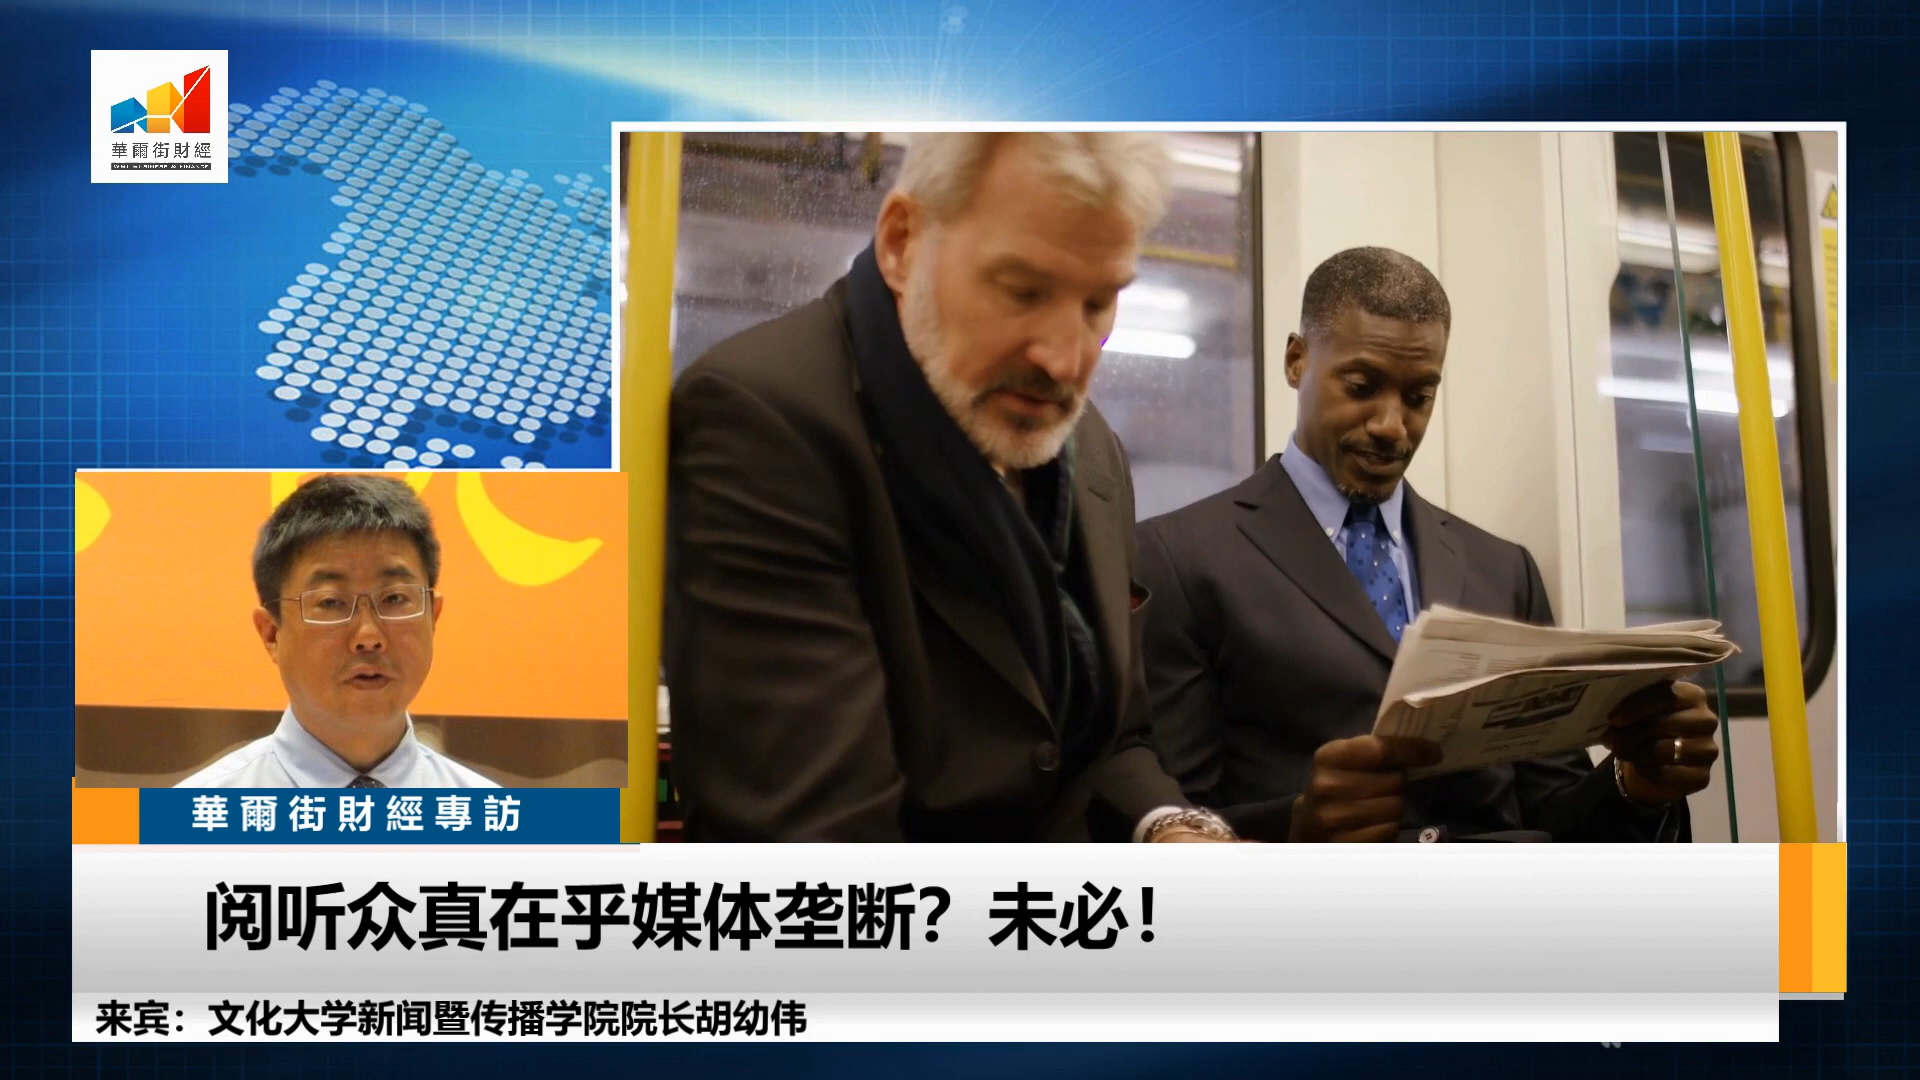 華爾街財經
華爾街財經專訪
阅听众真在乎媒体垄断？未必！
来宾：文化大学新闻暨传播学院院长胡幼伟